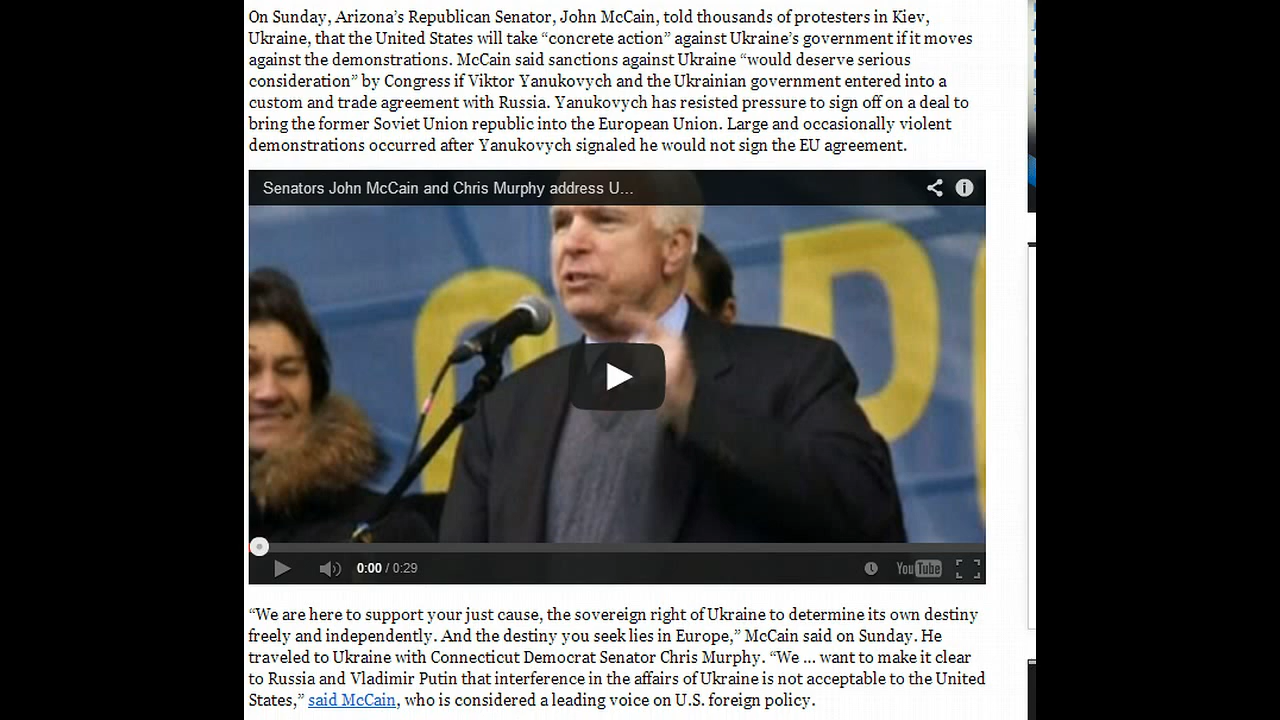 On Sunday, Arizona’s Republican Senator, John McCain, told thousands of protesters in Kiev,
Ukraine, that the United States will take “concrete action” against Ukraine’s government if it moves
against the demonstrations. McCain said sanctions against Ukraine “would deserve serious
consideration” by Congress if Viktor Yanukovych and the Ukrainian government entered into a
custom and trade agreement with Russia. Yanukovych has resisted pressure to sign off on a deal to
bring the former Soviet Union republic into the European Union. Large and occasionally violent
demonstrations occurred after Yanukovych signaled he would not sign the EU agreement.
Senators John McCain and Chris Murphy address U...
0:00 / 0:29
YouTube
“We are here to support your just cause, the sovereign right of Ukraine to determine its own destiny
freely and independently. And the destiny you seek lies in Europe,” McCain said on Sunday. He
traveled to Ukraine with Connecticut Democrat Senator Chris Murphy. “We ... want to make it clear
to Russia and Vladimir Putin that interference in the affairs of Ukraine is not acceptable to the United
States,” said McCain, who is considered a leading voice on U.S. foreign policy.